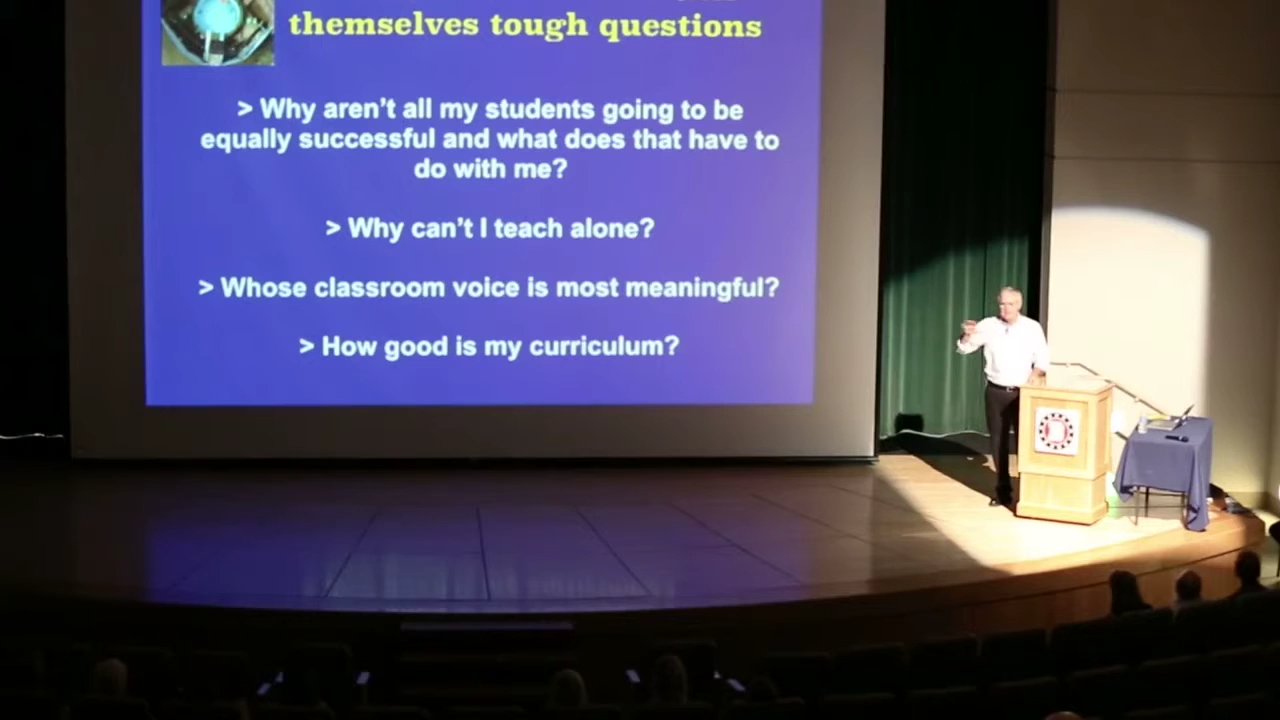 themselves tough questions
> Why aren't all my students going to be
equally successful and what does that have to
do with me?
> Why can't I teach alone?
> Whose classroom voice is most meaningful?
> How good is my curriculum?